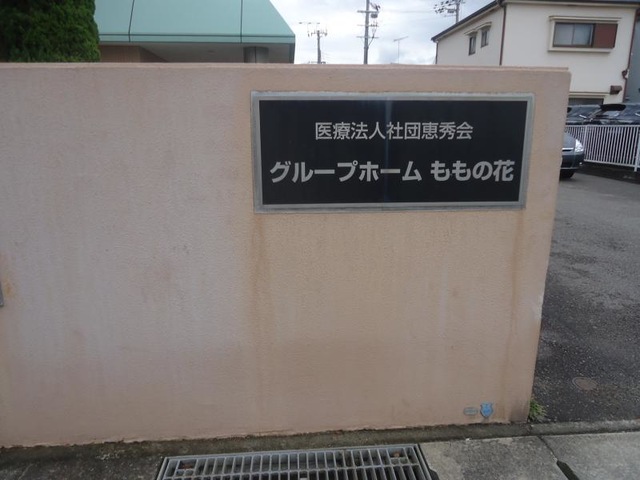 医療法人社団恵秀会
グループホーム ももの花